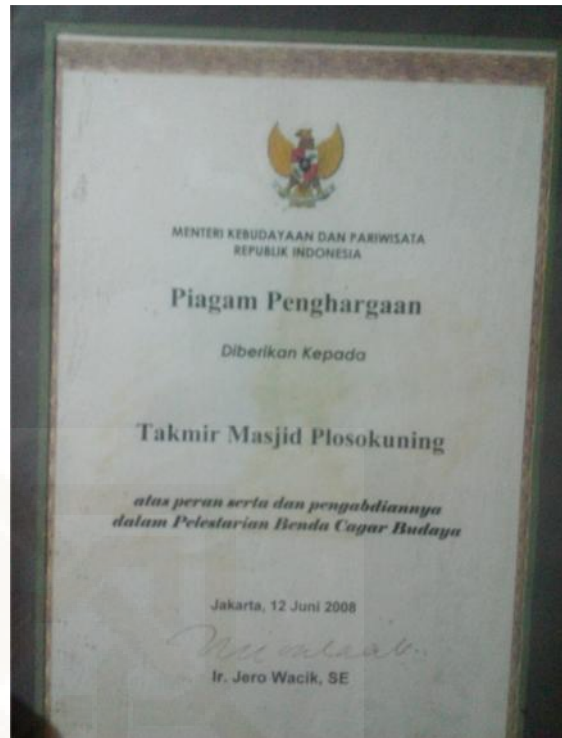 MENTERI KEBUDAYAAN DAN PARIWISATA
REPUBLIK INDONESIA
Piagam Penghargaan
Diberikan Kepada
Takmir Masjid Plosokuning
atas peran serta dan pengabdiannya
dalam Pelestarian Benda Cagar Budaya
Jakarta, 12 Juni 2008
Ir. Jero Wacik, SE